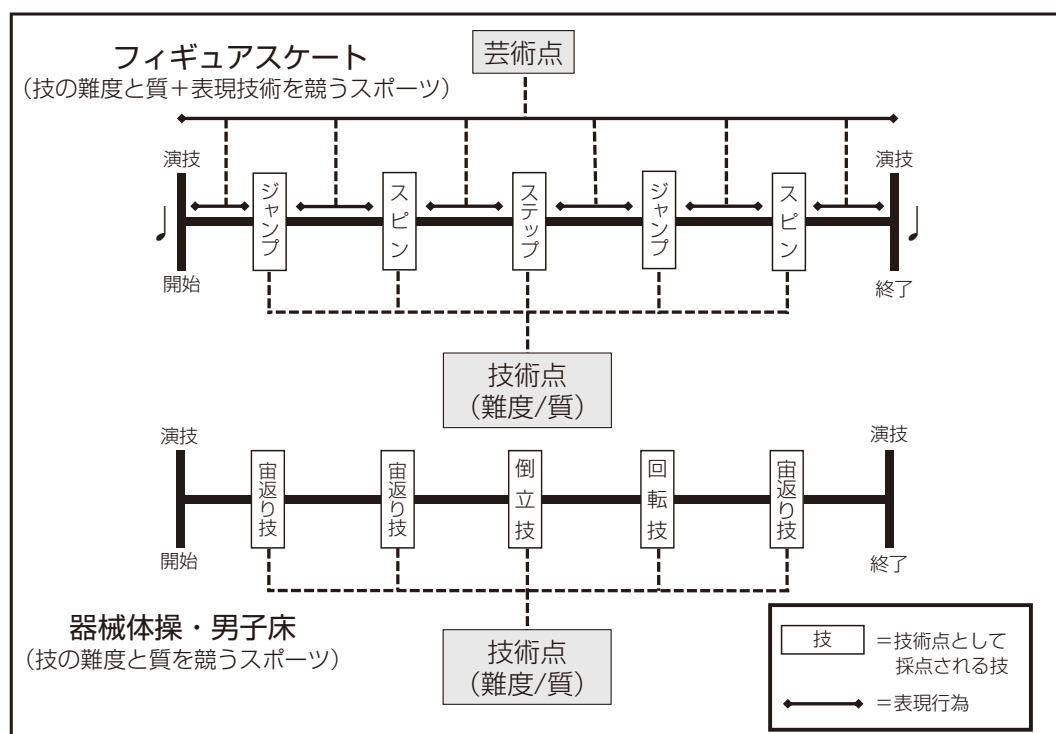 フィギュアスケート
（技の難度と質＋表現技術を競うスポーツ）
芸術点
演技
開始
ジャンプ
スピン
ステップ
ジャンプ
スピン
演技
終了
技術点
（難度/質）
演技
開始
宙返り技
宙返り技
倒立技
回転技
宙返り技
演技
終了
器械体操・男子床
（技の難度と質を競うスポーツ）
技術点
（難度/質）
技
＝技術点として
採点される技
＝表現行為